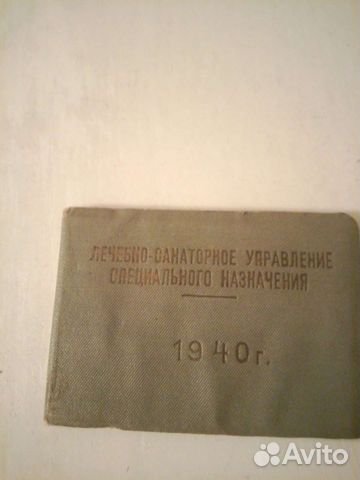 ЛЕЧЕБНО-САНАТОРНОЕ УПРАВЛЕНИЕ
СПЕЦИАЛЬНОГО НАЗНАЧЕНИЯ
1940г.
Avito